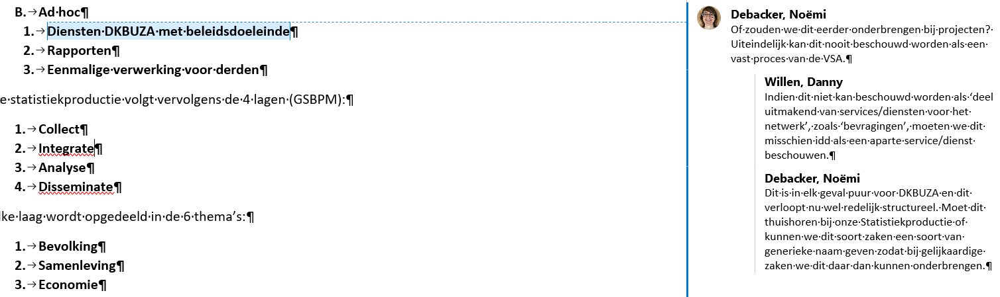 B. Ad hoc¶
1. Diensten DKBUZA met beleidsdoeleinde¶
2. Rapporten¶
3. Eenmalige verwerking voor derden¶
e statistiekproductie volgt vervolgens de 4 lagen (GSBPM):¶
1. Collect¶
2. Integrate¶
3. Analyse¶
4. Disseminate¶
lke laag wordt opgedeeld in de 6 thema's:¶
1. Bevolking¶
2. Samenleving¶
3. Economie¶
Debacker, Noëmi
Of zouden we dit eerder onderbrengen bij projecten?
Uiteindelijk kan dit nooit beschouwd worden als een
vast proces van de VSA.¶
Willen, Danny
Indien dit niet kan beschouwd worden als 'deel
uitmakend van services/diensten voor het
netwerk', zoals 'bevragingen', moeten we dit
misschien idd als een aparte service/dienst
beschouwen.¶
Debacker, Noëmi
Dit is in elk geval puur voor DKBUZA en dit
verloopt nu wel redelijk structureel. Moet dit
thuishoren bij onze Statistiekproductie of
kunnen we dit soort zaken een soort van
generieke naam geven zodat bij gelijkaardige
zaken we dit daar dan kunnen onderbrengen.¶